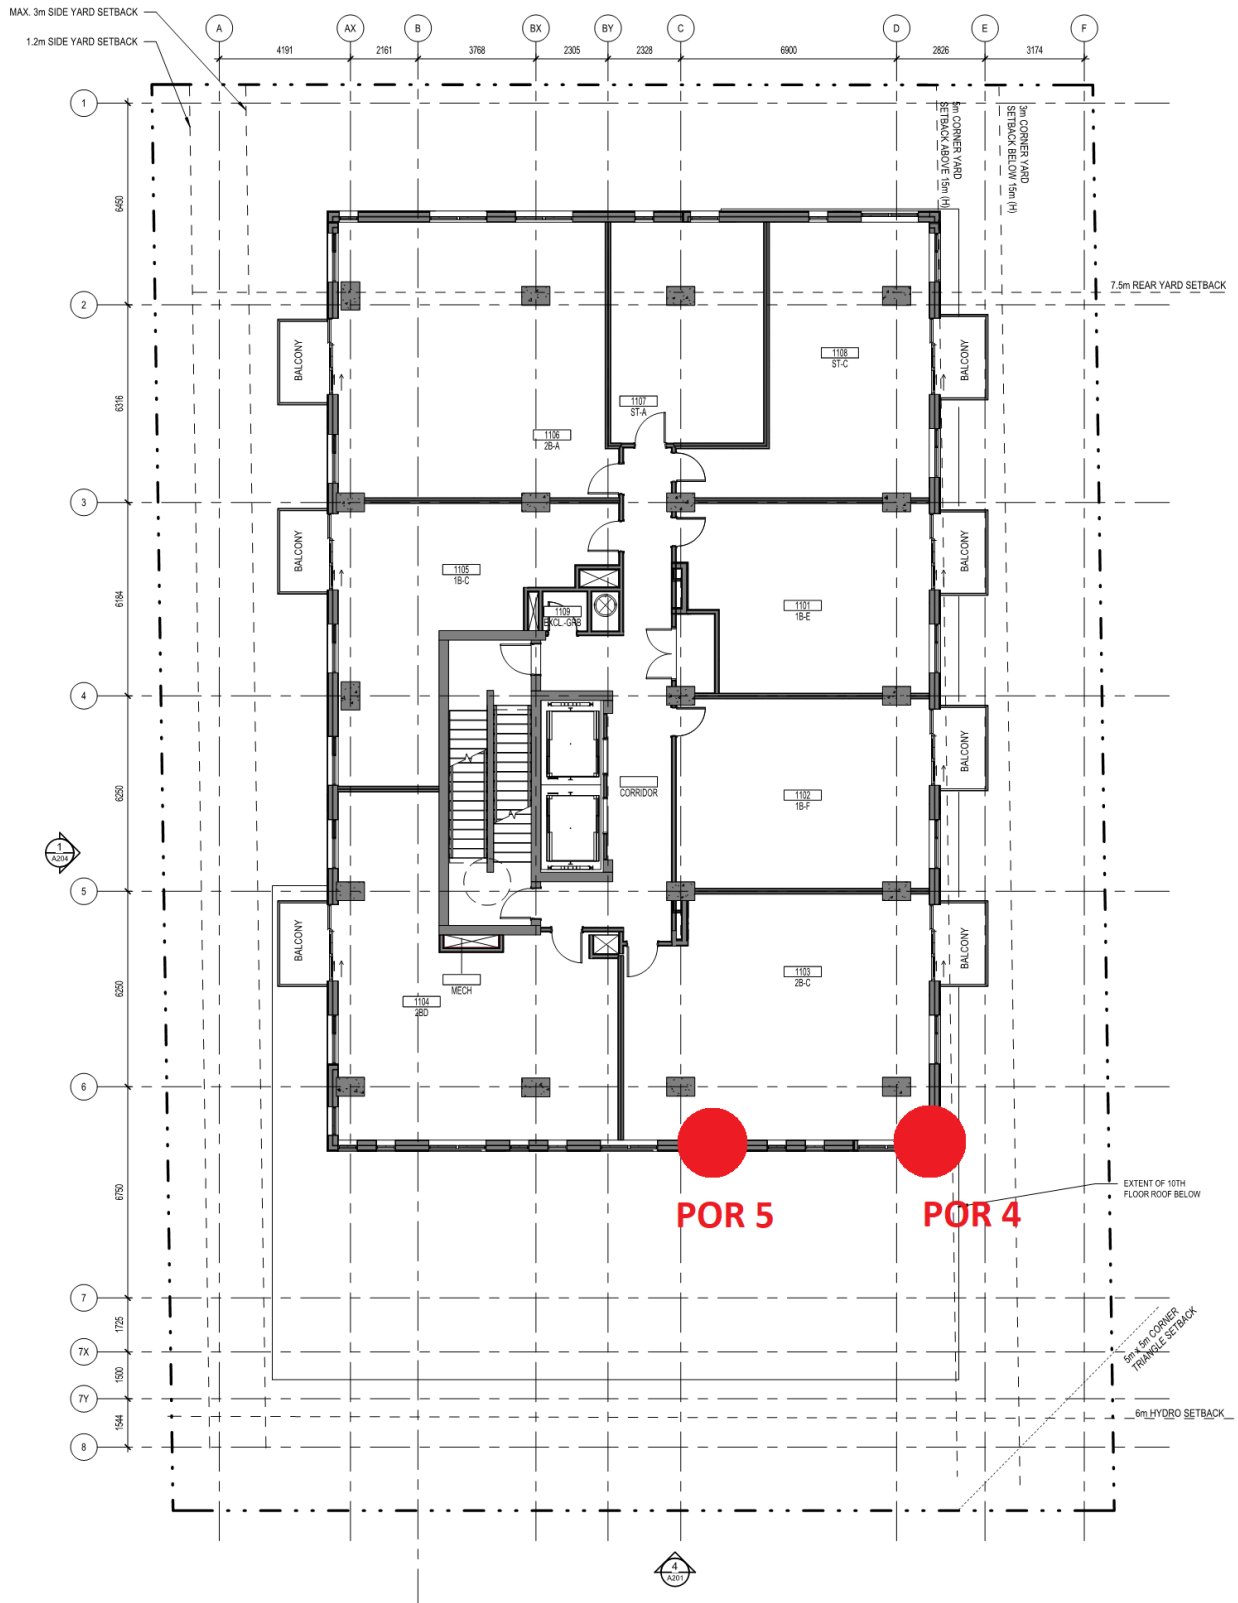 MAX. 3m SIDE YARD SETBACK
1.2m SIDE YARD SETBACK
A
AX
B
BX
BY
C
D
E
F
4191
2161
3768
2305
2328
6900
2826
3174
1
5m CORNER YARD
SETBACK ABOVE 15m (H)
3m CORNER YARD
SETBACK BELOW 15m (H)
6450
2
7.5m REAR YARD SETBACK
BALCONY
1108
ST-C
BALCONY
6316
1107
ST-A
1106
2B-A
3
BALCONY
1105
1B-C
BALCONY
6184
1109
EXCL.-GRB
1101
1B-E
4
BALCONY
CORRIDOR
1102
1B-F
6250
1
A204
5
BALCONY
BALCONY
1103
2B-C
MECH
1104
2BD
6250
6
POR 5
POR 4
6750
EXTENT OF 10TH
FLOOR ROOF BELOW
7
1725
7X
5m x 5m CORNER
TRIANGLE SETBACK
1500
7Y
1544
6m HYDRO SETBACK
8
4
A201